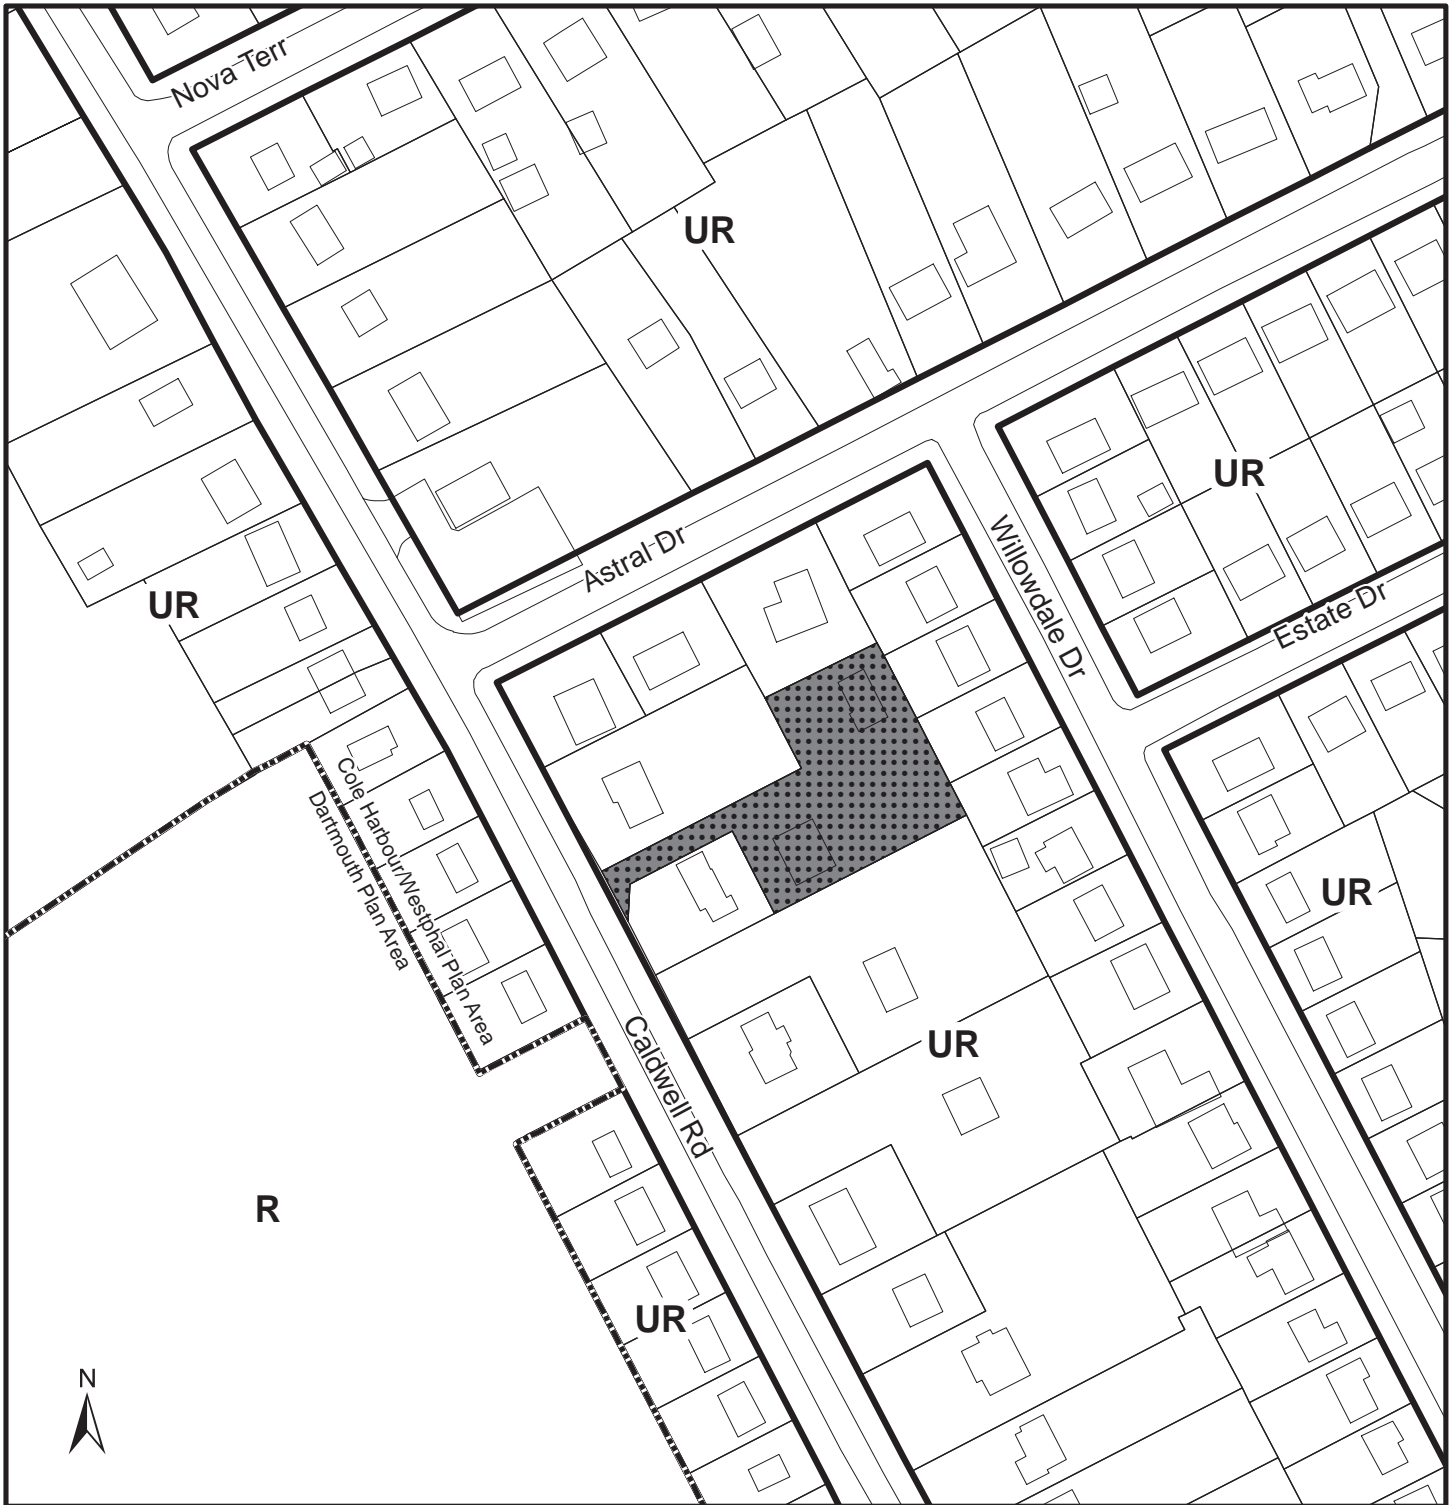 Nova Terr
UR
UR
Astral Dr
Willowdale Dr
Estate Dr
UR
Cole Harbour/Westphal Plan Area
Dartmouth Plan Area
UR
Caldwell Rd
UR
R
UR
N